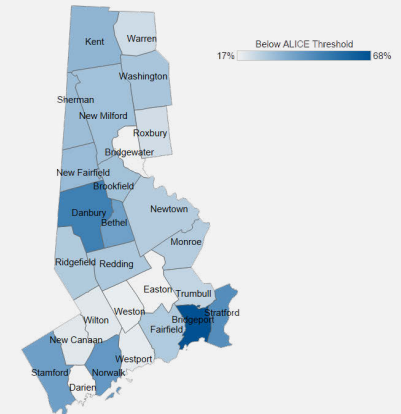 Kent
Warren
Below ALICE Threshold
17% 68%
Washington
Sherman
New Milford
Roxbury
Bridgewater
New Fairfield
Brookfield
Danbury
Bethel
Newtown
Monroe
Ridgefield
Redding
Easton
Trumbull
Weston
Wilton
Bridgeport
Stratford
Fairfield
New Canaan
Westport
Stamford
Norwalk
Darien